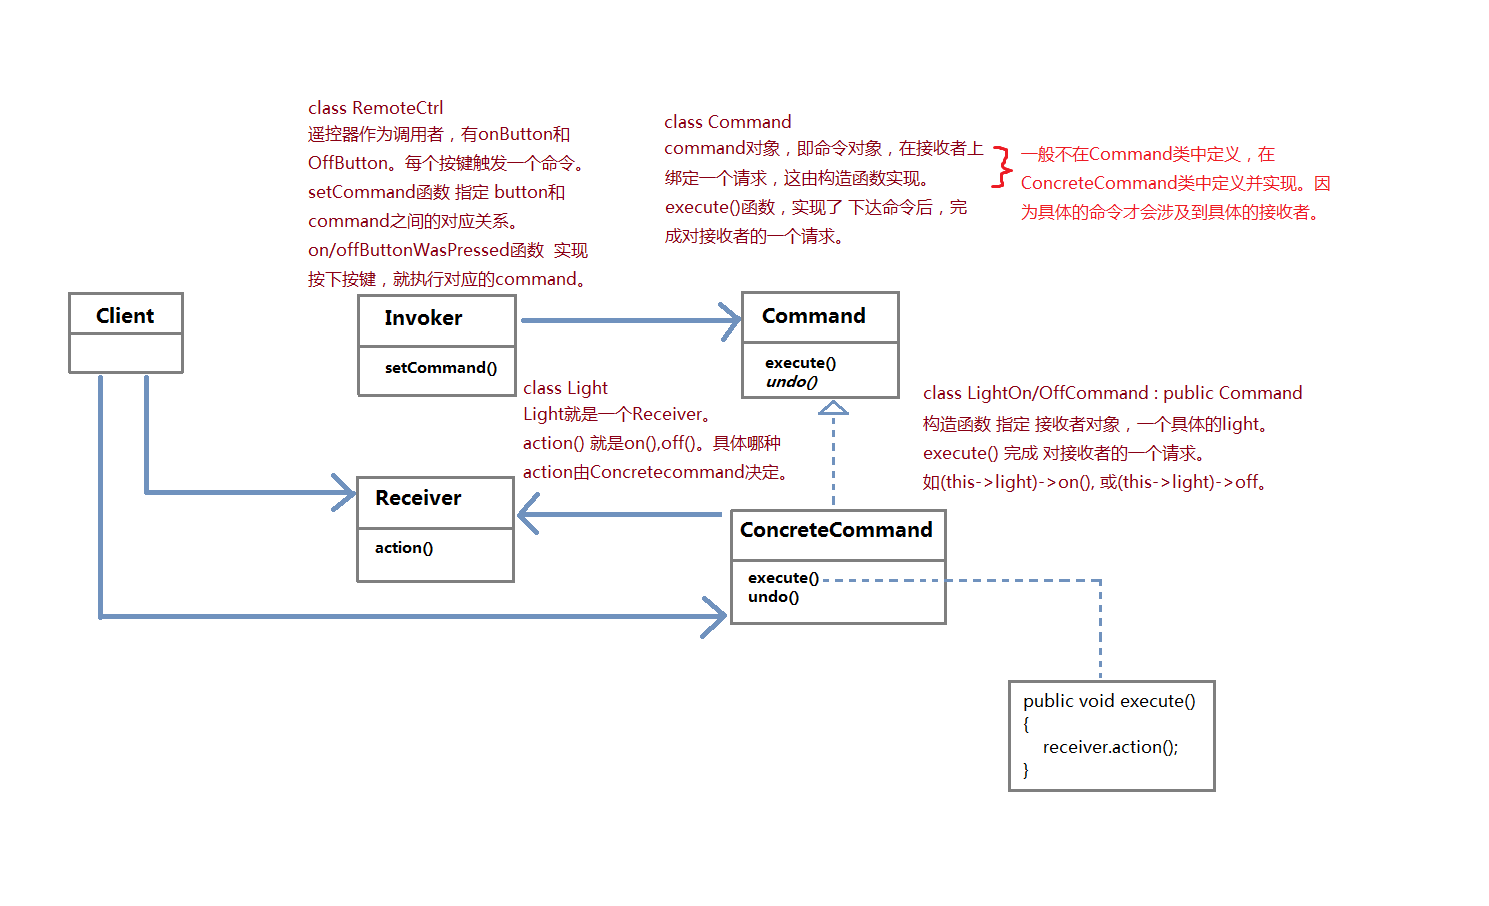 class RemoteCtrl
遥控器作为调用者，有onButton和
OffButton。每个按键触发一个命令。
setCommand函数 指定 button和
command之间的对应关系。
on/offButtonWasPressed函数  实现
按下按键，就执行对应的command。
class Command
command对象，即命令对象，在接收者上
绑定一个请求，这由构造函数实现。
execute()函数，实现了 下达命令后，完
成对接收者的一个请求。
一般不在Command类中定义，在
ConcreteCommand类中定义并实现。因
为具体的命令才会涉及到具体的接收者。
Client
Invoker
setCommand()
Command
execute()
undo()
class Light
Light就是一个Receiver。
action() 就是on(),off()。具体哪种
action由Concretecommand决定。
class LightOn/OffCommand : public Command
构造函数 指定 接收者对象，一个具体的light。
execute() 完成 对接收者的一个请求。
如(this->light)->on(), 或(this->light)->off。
Receiver
action()
ConcreteCommand
execute()
undo()
public void execute()
{
receiver.action();
}